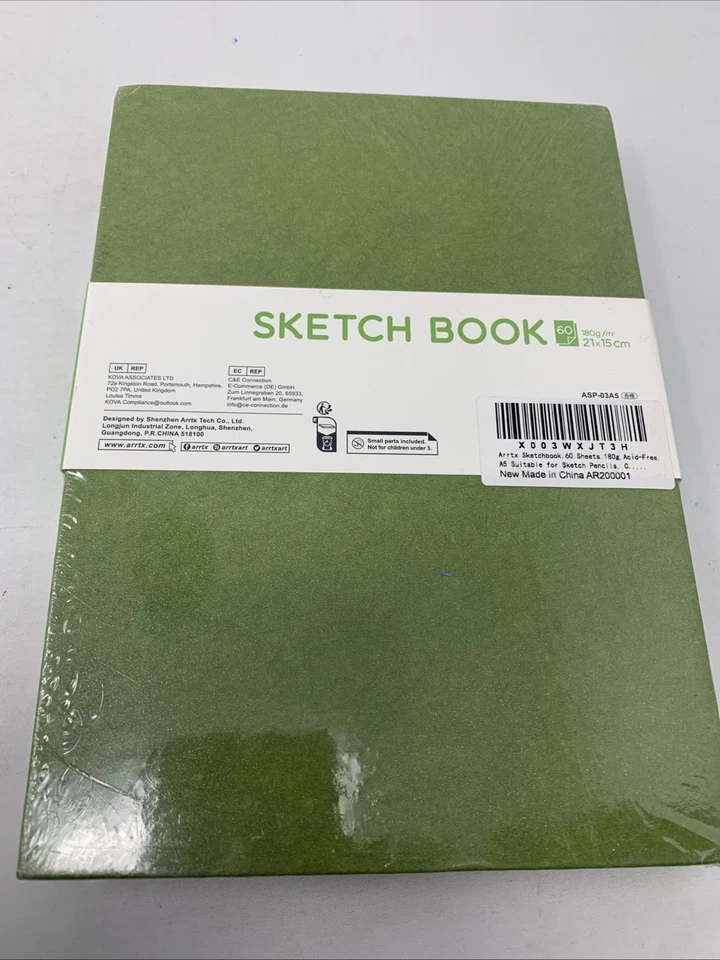 SKETCH BOOK 60 180g/m²
21x15cm
UK REP
KOVA ASSOCIATES LTD
72a Kingston Road, Portsmouth, Hampshire,
PO2 7PA, United Kingdom
Louisa Timms
KOVA.Compliance@outlook.com
EC REP
C&E Connection
E-Commerce (DE) GmbH
Zum Linnegraben 20, 65933,
Frankfurt am Main, Germany
info@ce-connection.de
Designed by Shenzhen Arrtx Tech Co., Ltd.
Longjun Industrial Zone, Longhua, Shenzhen,
Guangdong, P.R.CHINA 518100
www.arrtx.com arrtx arrtxart arrtxart
Small parts included.
Not for children under 3.
ASP-03A5 合格
X003WXJT3H
Arrtx Sketchbook, 60 Sheets, 180g, Acid-Free,
A5 Suitable for Sketch Pencils, C.....
New Made in China AR200001